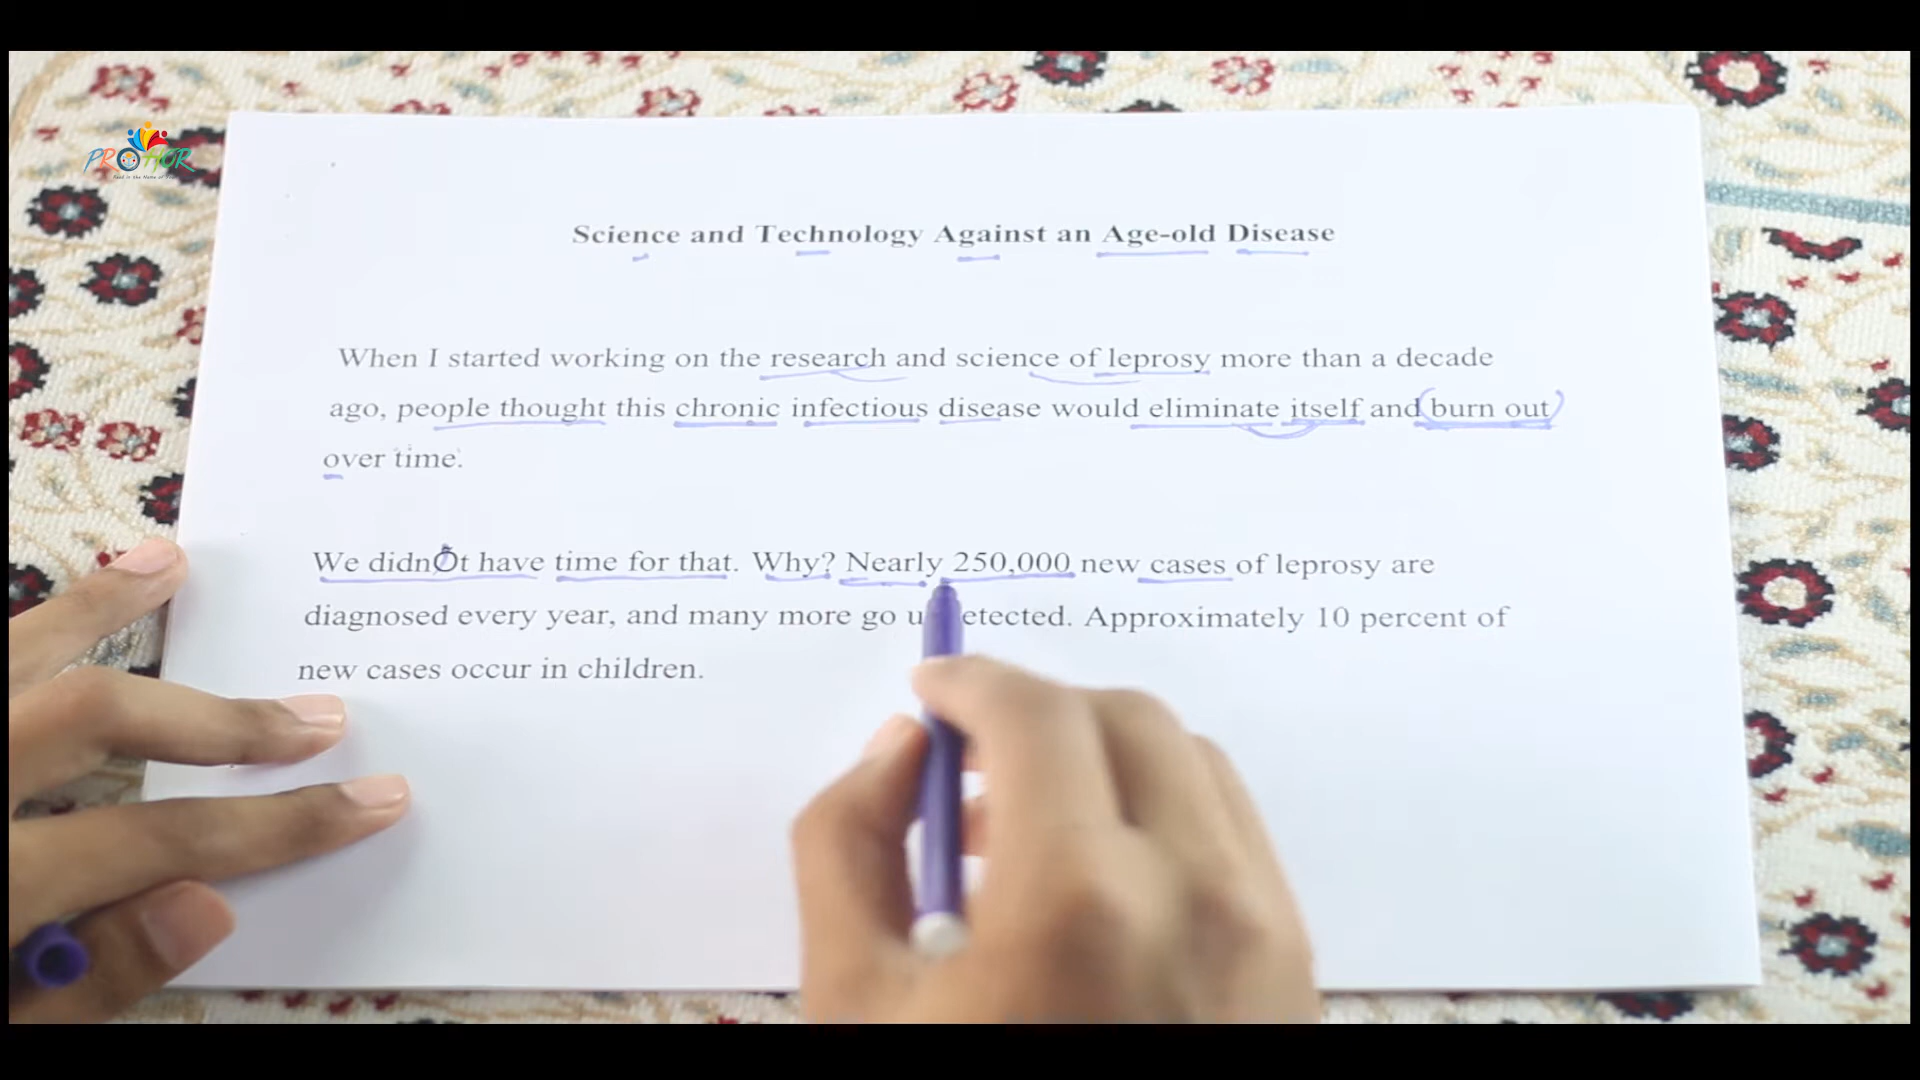 PROHOR
Science and Technology Against an Age-old Disease
When I started working on the research and science of leprosy more than a decade
ago, people thought this chronic infectious disease would eliminate itself and burn out
over time.
We didnÕt have time for that. Why? Nearly 250,000 new cases of leprosy are
diagnosed every year, and many more go u etected. Approximately 10 percent of
new cases occur in children.